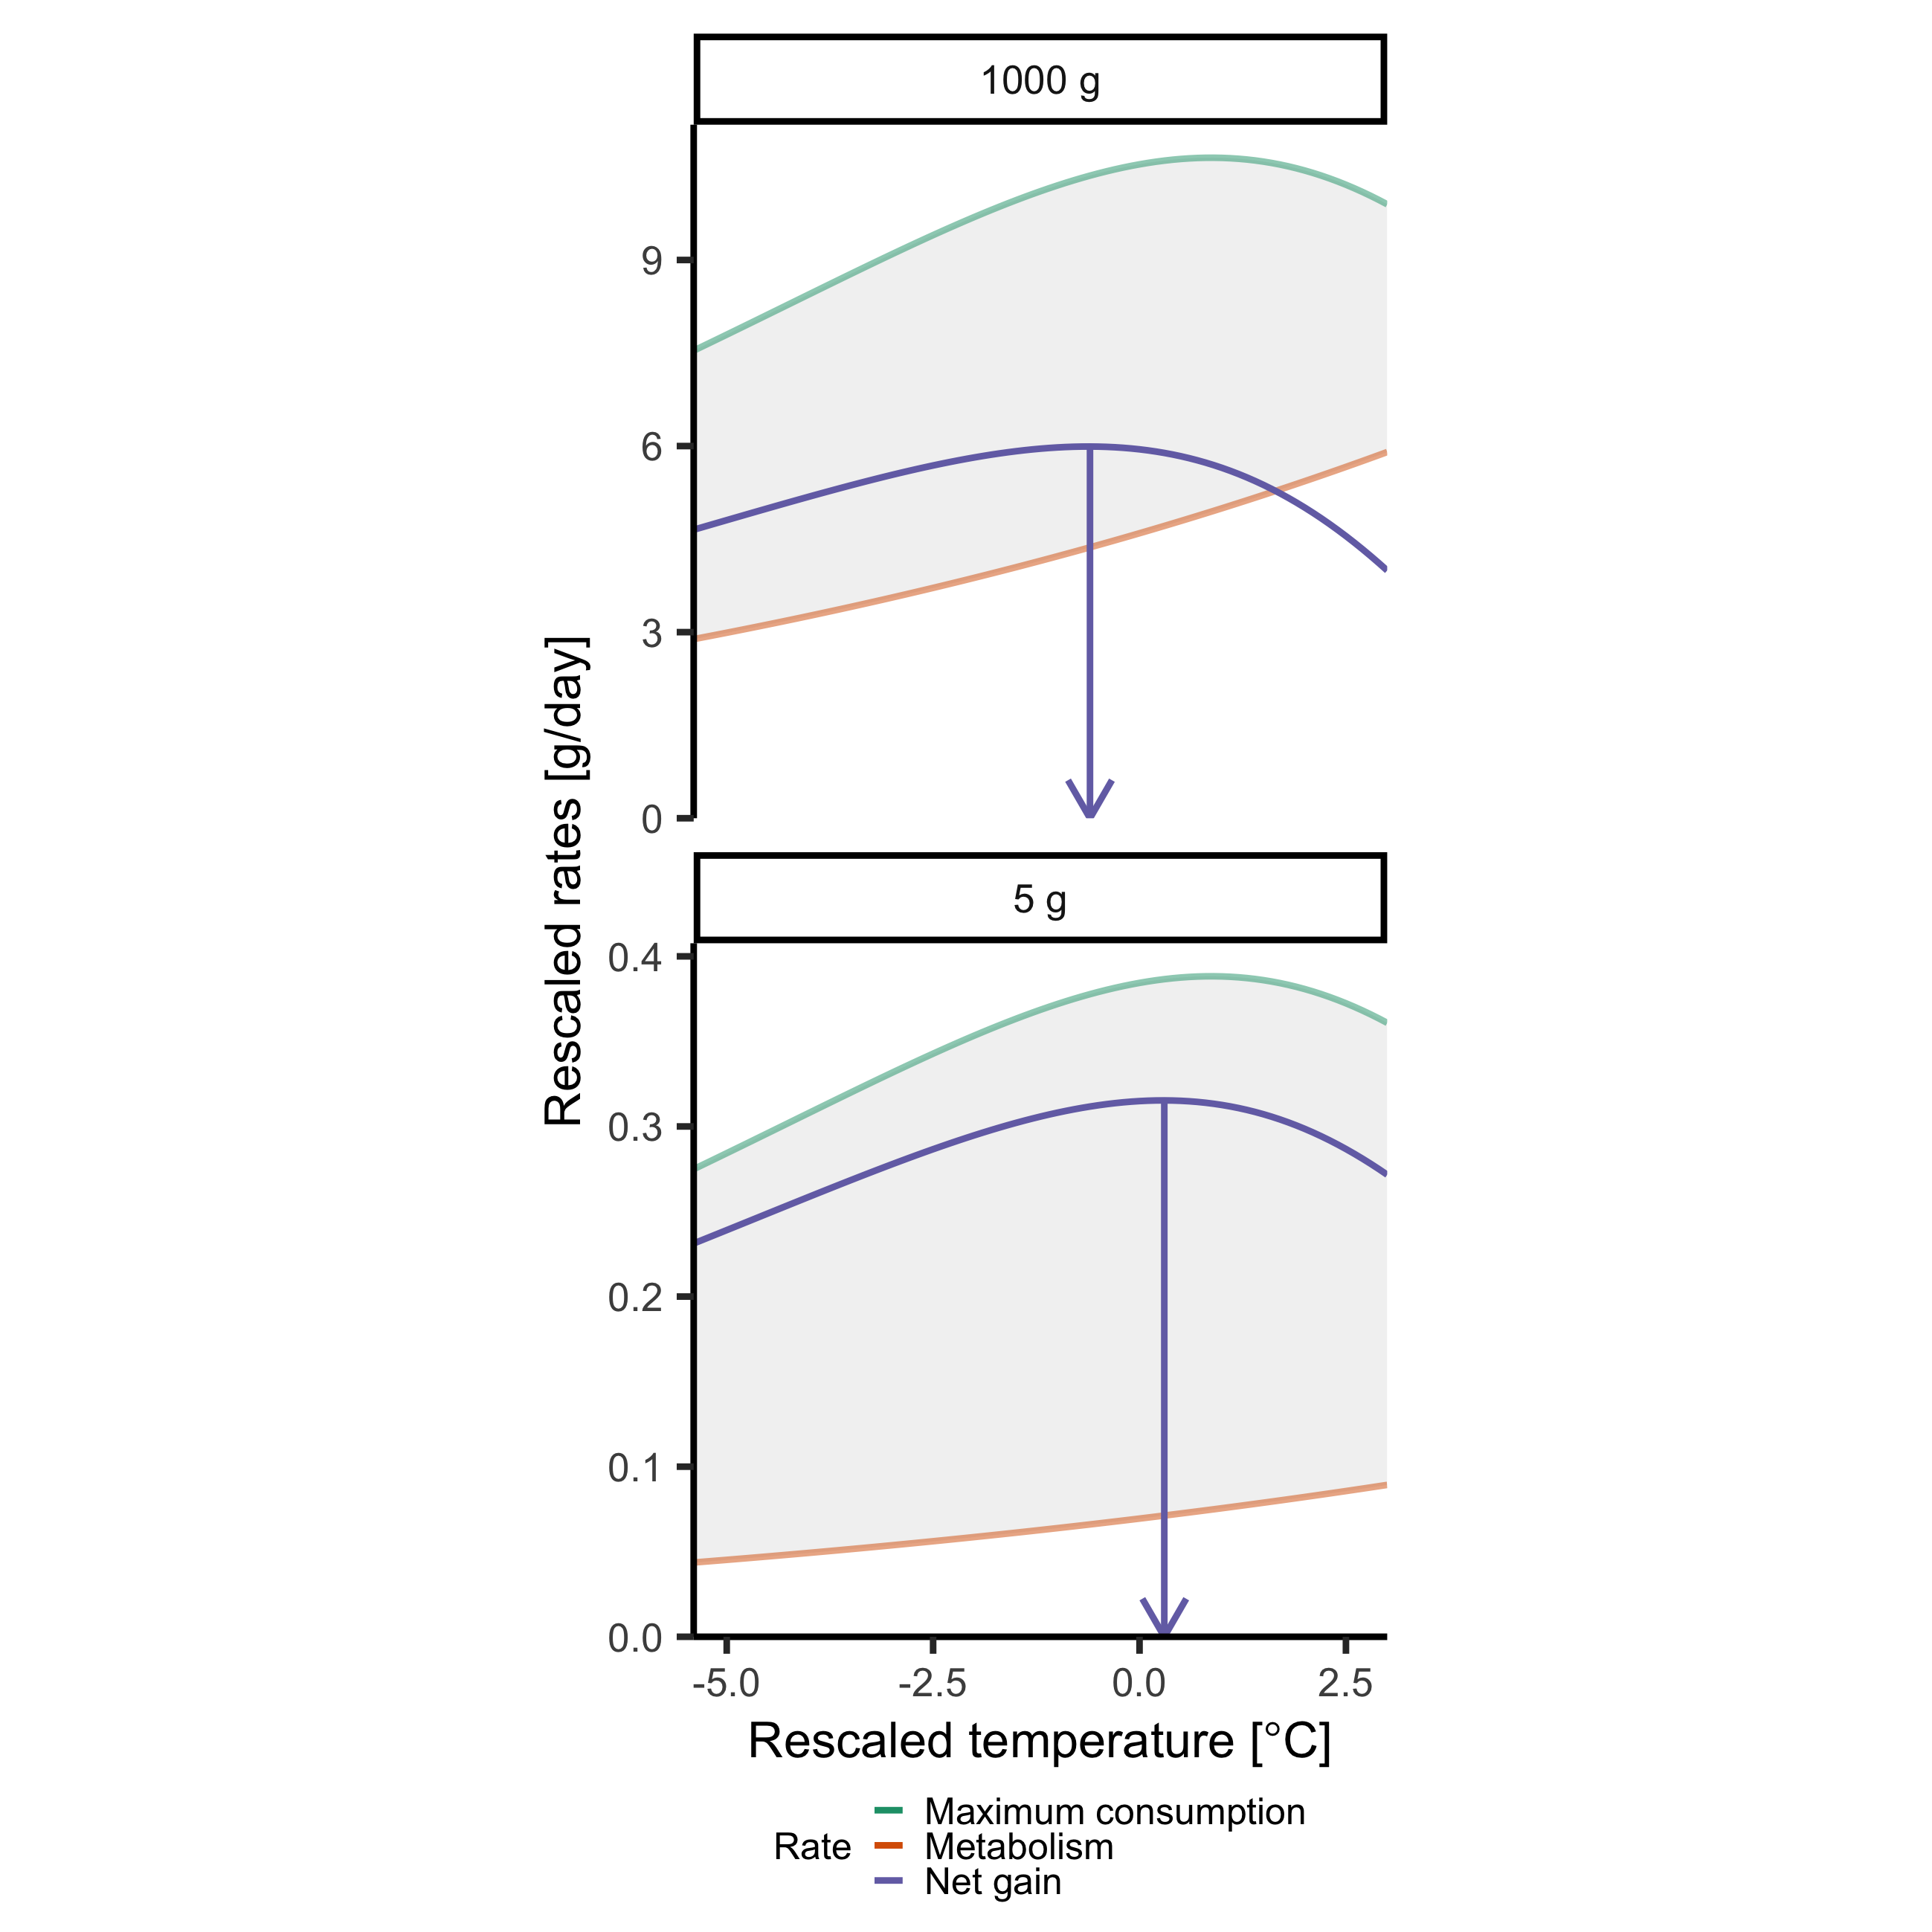 1000 g
9
6
3
0
Rescaled rates [g/day]
5 g
0.4
0.3
0.2
0.1
0.0
-5.0 -2.5 0.0 2.5
Rescaled temperature [°C]
Rate
Maximum consumption
Metabolism
Net gain